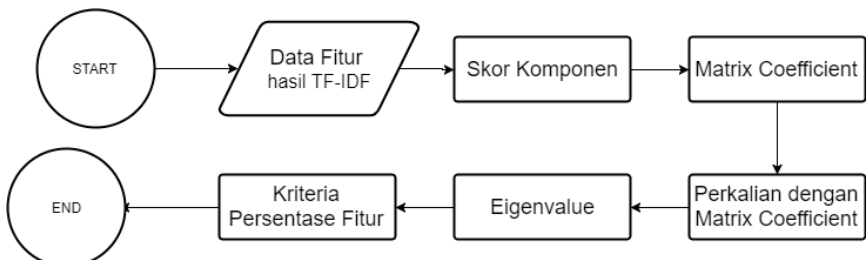 START
Data Fitur
hasil TF-IDF
Skor Komponen
Matrix Coefficient
Perkalian dengan
Matrix Coefficient
Eigenvalue
Kriteria
Persentase Fitur
END